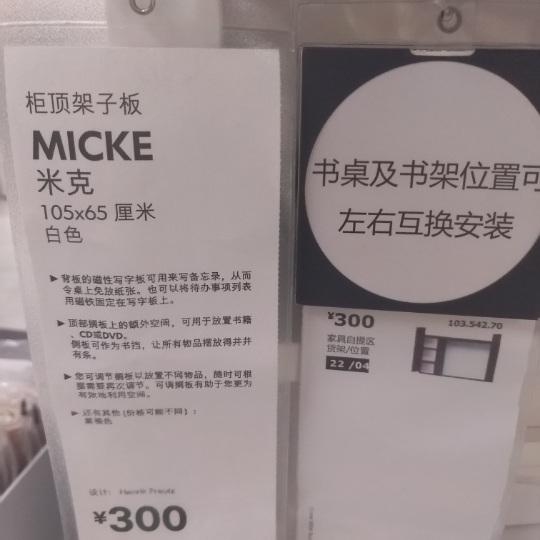 柜顶架子板
MICKE
米克
105x65 厘米
白色
▶ 背板的磁性写字板可用来写备忘录，从而
令桌上免放纸张。也可以将待办事项列表
用磁铁固定在写字板上。
▶ 顶部搁板上的额外空间，可用于放置书籍
、CD或DVD。
侧板可作为书挡，让所有物品摆放得井井
有条。
▶ 您可调节搁板以放置不同物品，随时可根
据需要再次调节。可调搁板有助于您更为
有效地利用空间。
▶ 还有其他(价格可能不同)：
黑褐色
设计: Henrik Preutz
¥300
书桌及书架位置可
左右互换安装
¥300
103.542.70
家具自提区
货架/位置
22 /04